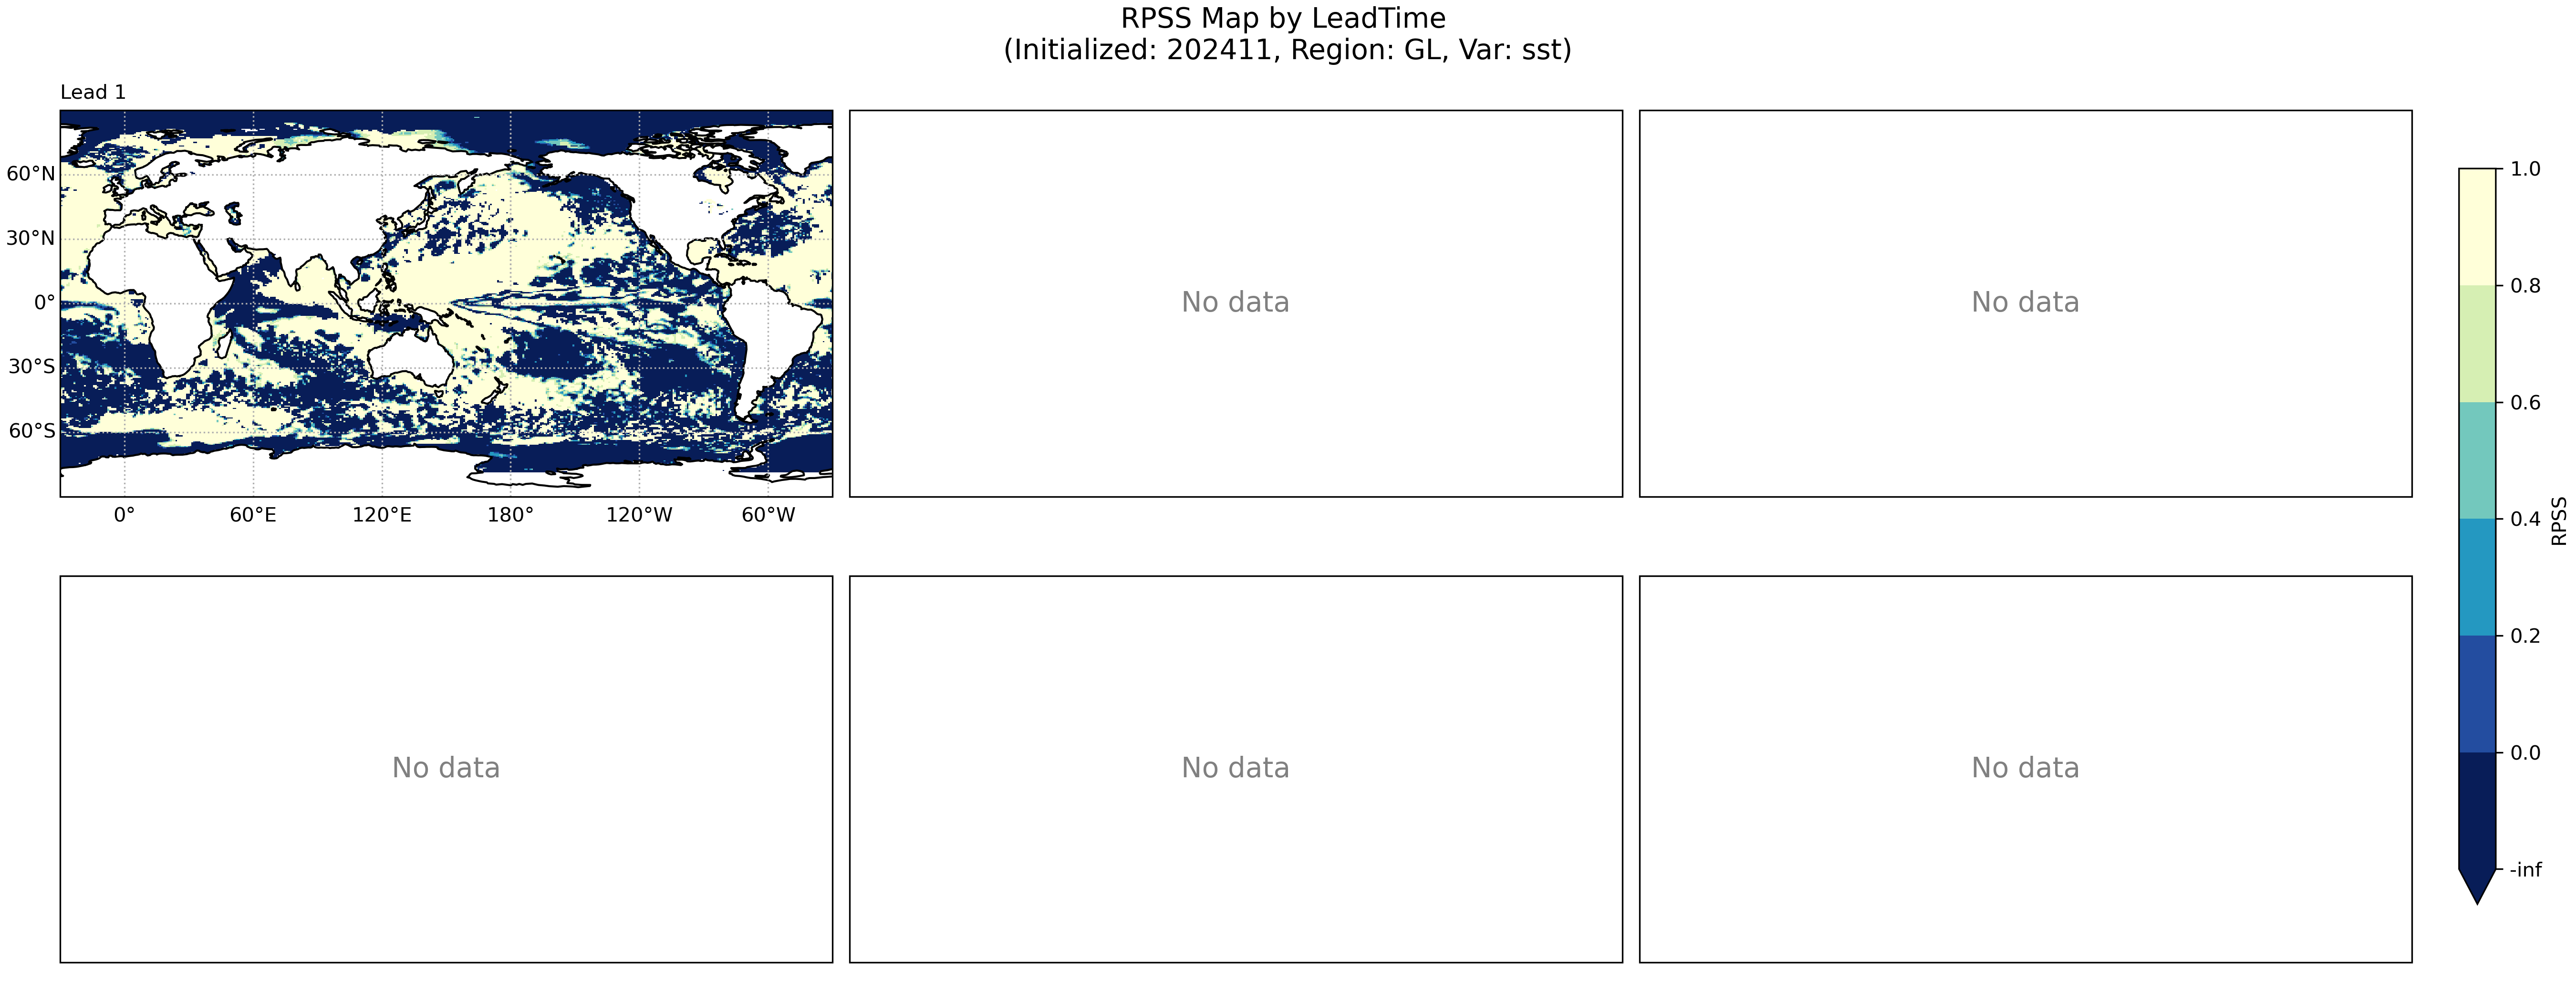 RPSS Map by LeadTime
(Initialized: 202411, Region: GL, Var: sst)
Lead 1
60°N
30°N
0°
30°S
60°S
0°
60°E
120°E
180°
120°W
60°W
No data
No data
No data
No data
No data
1.0
0.8
0.6
0.4
0.2
0.0
-inf
RPSS